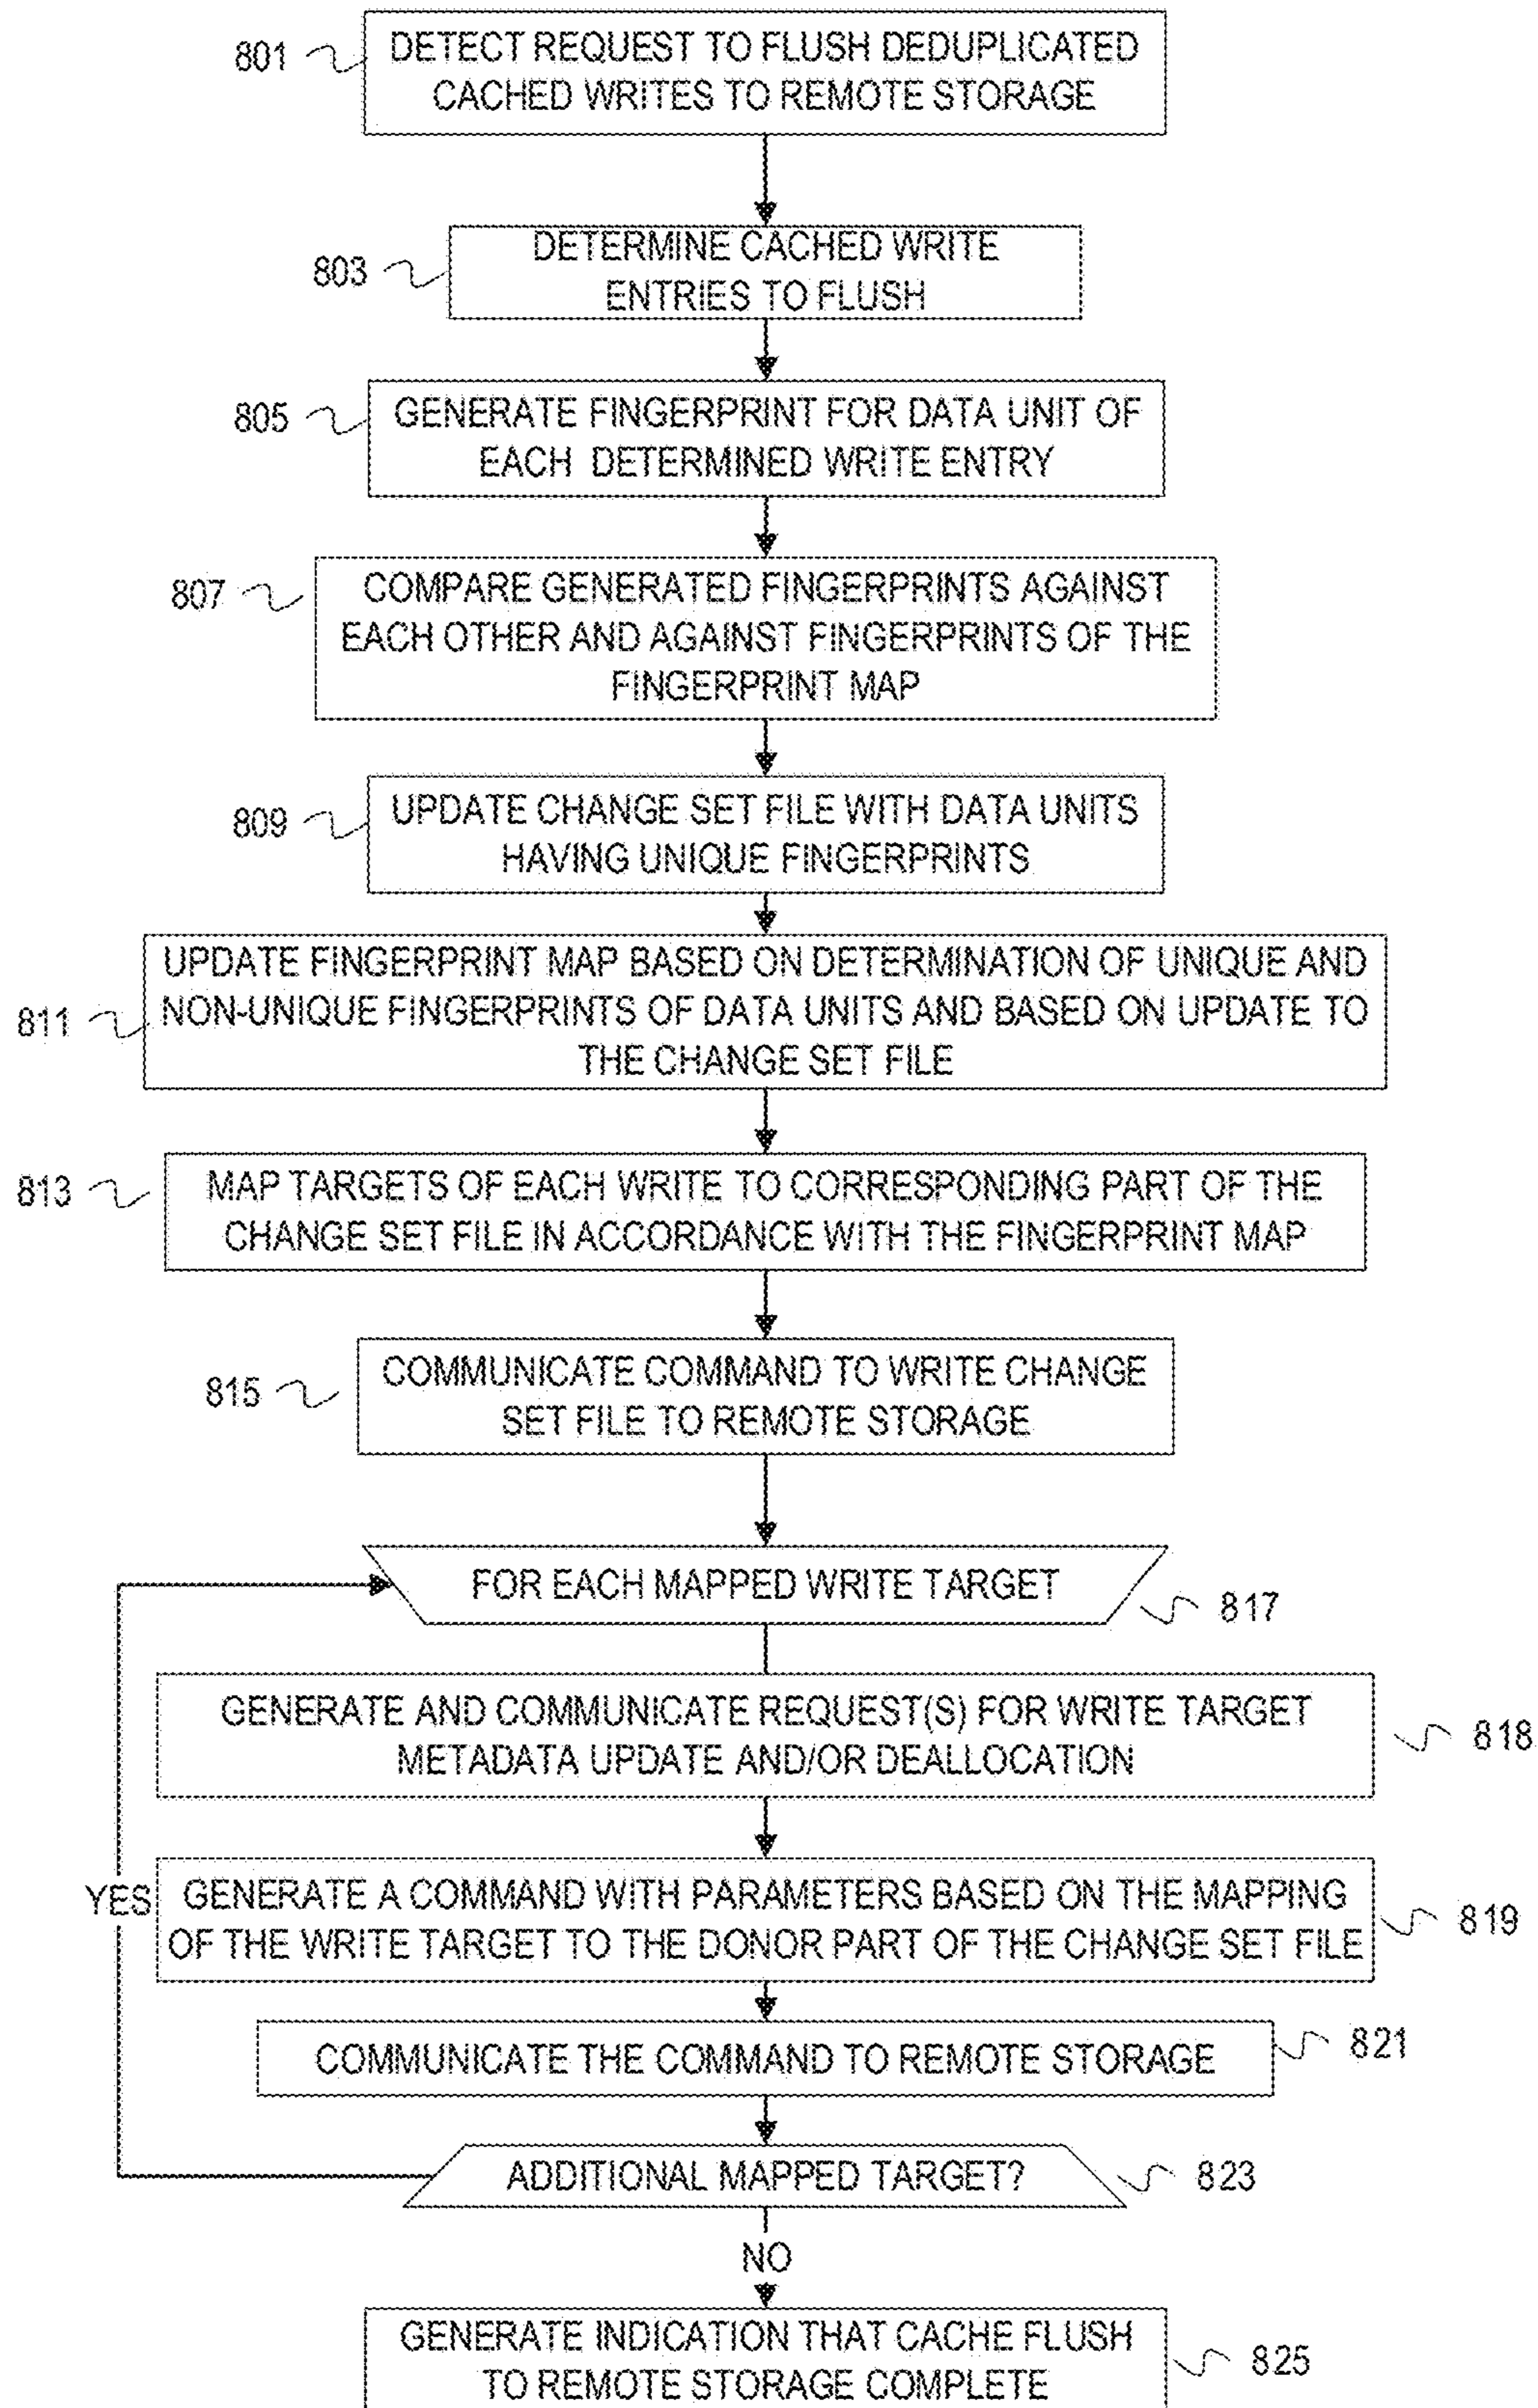 801
DETECT REQUEST TO FLUSH DEDUPLICATED
CACHED WRITES TO REMOTE STORAGE
803
DETERMINE CACHED WRITE
ENTRIES TO FLUSH
805
GENERATE FINGERPRINT FOR DATA UNIT OF
EACH DETERMINED WRITE ENTRY
807
COMPARE GENERATED FINGERPRINTS AGAINST
EACH OTHER AND AGAINST FINGERPRINTS OF THE
FINGERPRINT MAP
809
UPDATE CHANGE SET FILE WITH DATA UNITS
HAVING UNIQUE FINGERPRINTS
811
UPDATE FINGERPRINT MAP BASED ON DETERMINATION OF UNIQUE AND
NON-UNIQUE FINGERPRINTS OF DATA UNITS AND BASED ON UPDATE TO
THE CHANGE SET FILE
813
MAP TARGETS OF EACH WRITE TO CORRESPONDING PART OF THE
CHANGE SET FILE IN ACCORDANCE WITH THE FINGERPRINT MAP
815
COMMUNICATE COMMAND TO WRITE CHANGE
SET FILE TO REMOTE STORAGE
FOR EACH MAPPED WRITE TARGET
817
GENERATE AND COMMUNICATE REQUEST(S) FOR WRITE TARGET
METADATA UPDATE AND/OR DEALLOCATION
818
YES
GENERATE A COMMAND WITH PARAMETERS BASED ON THE MAPPING
OF THE WRITE TARGET TO THE DONOR PART OF THE CHANGE SET FILE
819
COMMUNICATE THE COMMAND TO REMOTE STORAGE
821
ADDITIONAL MAPPED TARGET?
823
NO
GENERATE INDICATION THAT CACHE FLUSH
TO REMOTE STORAGE COMPLETE
825